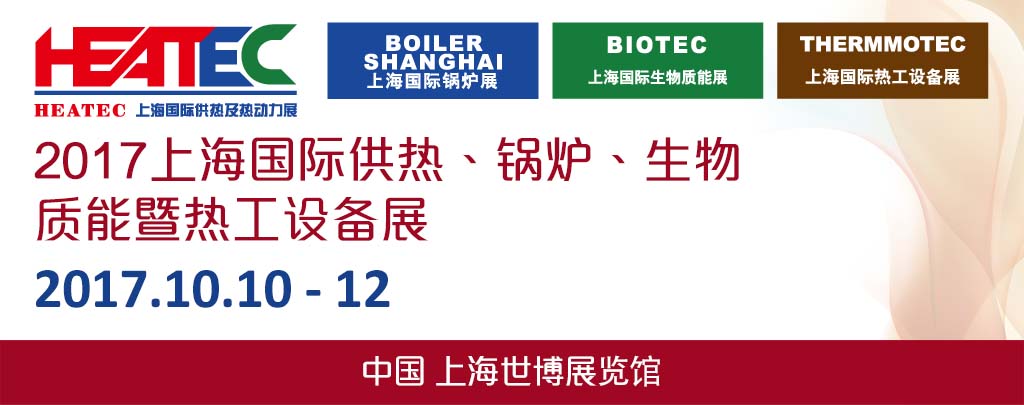 HEATEC
HEATEC 上海国际供热及热动力展
BOILER
SHANGHAI
上海国际锅炉展
BIOTEC
上海国际生物质能展
THERMMOTEC
上海国际热工设备展
2017上海国际供热、锅炉、生物
质能暨热工设备展
2017.10.10 - 12
中国 上海世博展览馆